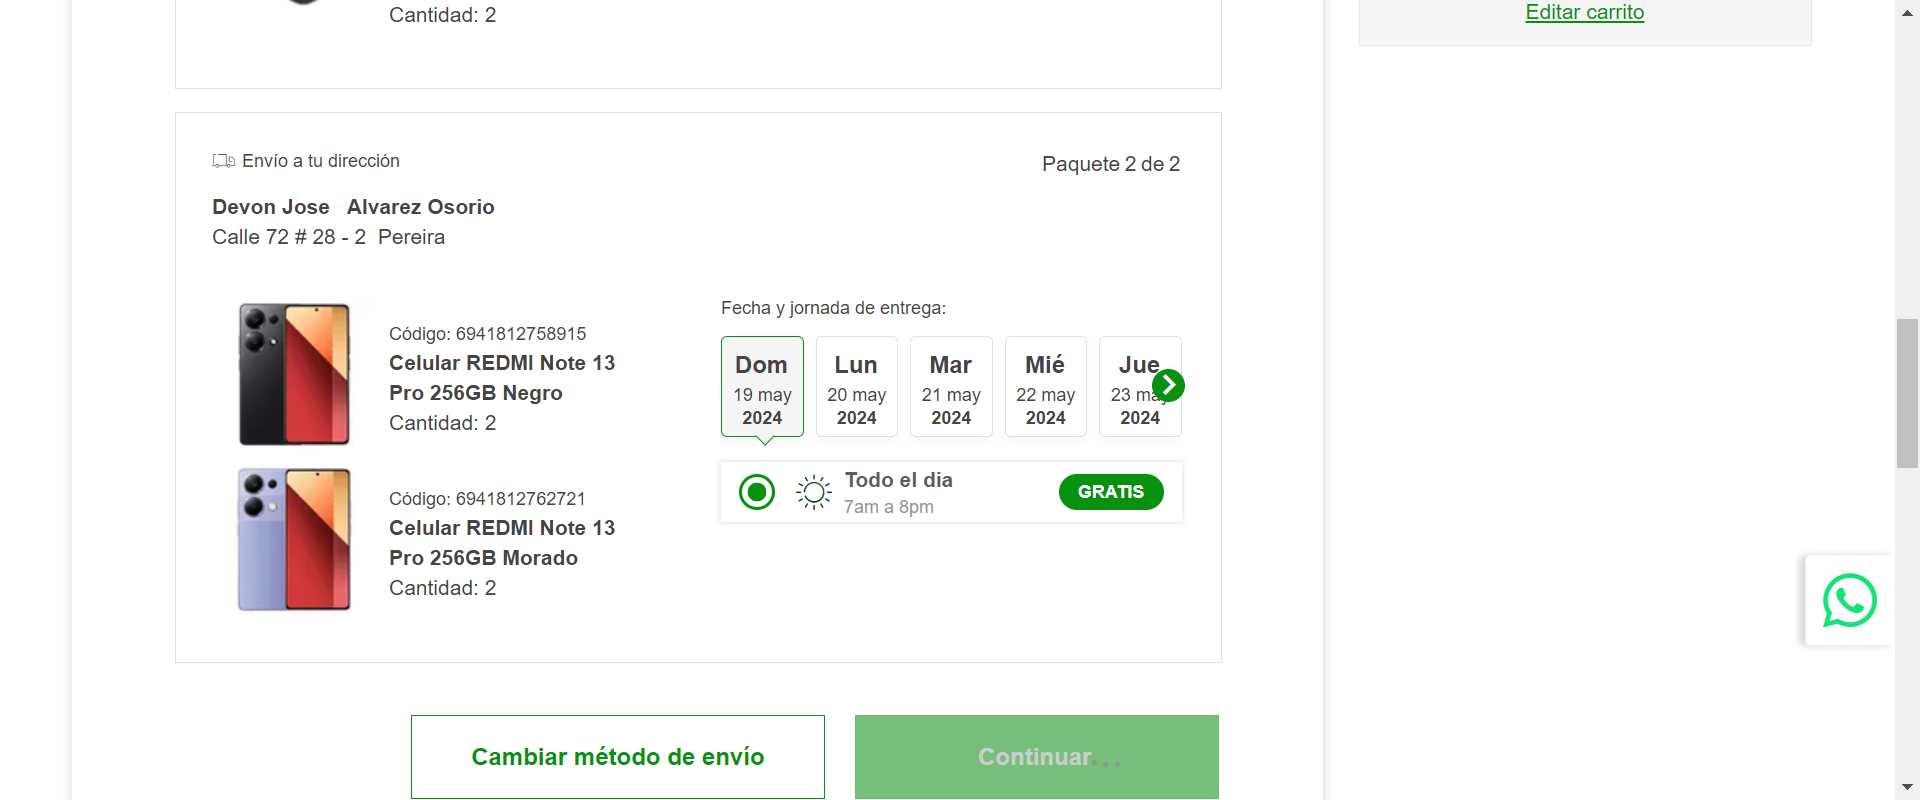 Cantidad: 2
Editar carrito
Envío a tu dirección
Paquete 2 de 2
Devon Jose   Alvarez Osorio
Calle 72 # 28 - 2  Pereira
Código: 6941812758915
Celular REDMI Note 13
Pro 256GB Negro
Cantidad: 2
Código: 6941812762721
Celular REDMI Note 13
Pro 256GB Morado
Cantidad: 2
Fecha y jornada de entrega:
Dom
19 may
2024
Lun
20 may
2024
Mar
21 may
2024
Mié
22 may
2024
Jue
23 may
2024
Todo el dia
7am a 8pm
GRATIS
Cambiar método de envío
Continuar...